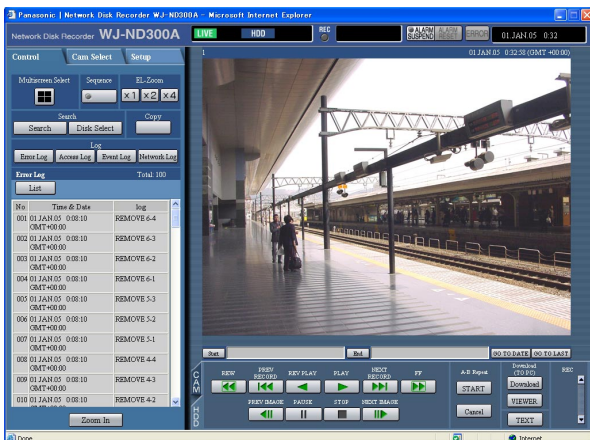 Panasonic | Network Disk Recorder WJ-ND300A - Microsoft Internet Explorer
Network Disk Recorder WJ-ND300A
LIVE HDD REC ALARM SUSPEND ALARM RESET ERROR 01.JAN.05 0:32
Control Cam Select Setup
1 01.JAN.05 0:32:58 (GMT +00:00)
Multiscreen Select Sequence EL-Zoom
x1 x2 x4
Search Copy
Search Disk Select
Log
Error Log Access Log Event Log Network Log
Error Log Total: 100
List
No Time & Date log
001 01.JAN.05 0:08:10 GMT+00:00 REMOVE 6-4
002 01.JAN.05 0:08:10 GMT+00:00 REMOVE 6-3
003 01.JAN.05 0:08:10 GMT+00:00 REMOVE 6-2
004 01.JAN.05 0:08:10 GMT+00:00 REMOVE 6-1
005 01.JAN.05 0:08:10 GMT+00:00 REMOVE 5-3
006 01.JAN.05 0:08:10 GMT+00:00 REMOVE 5-2
007 01.JAN.05 0:08:10 GMT+00:00 REMOVE 5-1
008 01.JAN.05 0:08:10 GMT+00:00 REMOVE 4-4
009 01.JAN.05 0:08:10 GMT+00:00 REMOVE 4-3
010 01.JAN.05 0:08:10 REMOVE 4-2
Zoom In
Start End GO TO DATE GO TO LAST
CAM
HDD
REW PREV RECORD REV PLAY PLAY NEXT RECORD FF
PREV IMAGE PAUSE STOP NEXT IMAGE
A-B Repeat
START
Cancel
Download (TO PC)
Download
VIEWER
TEXT
REC
Done Internet